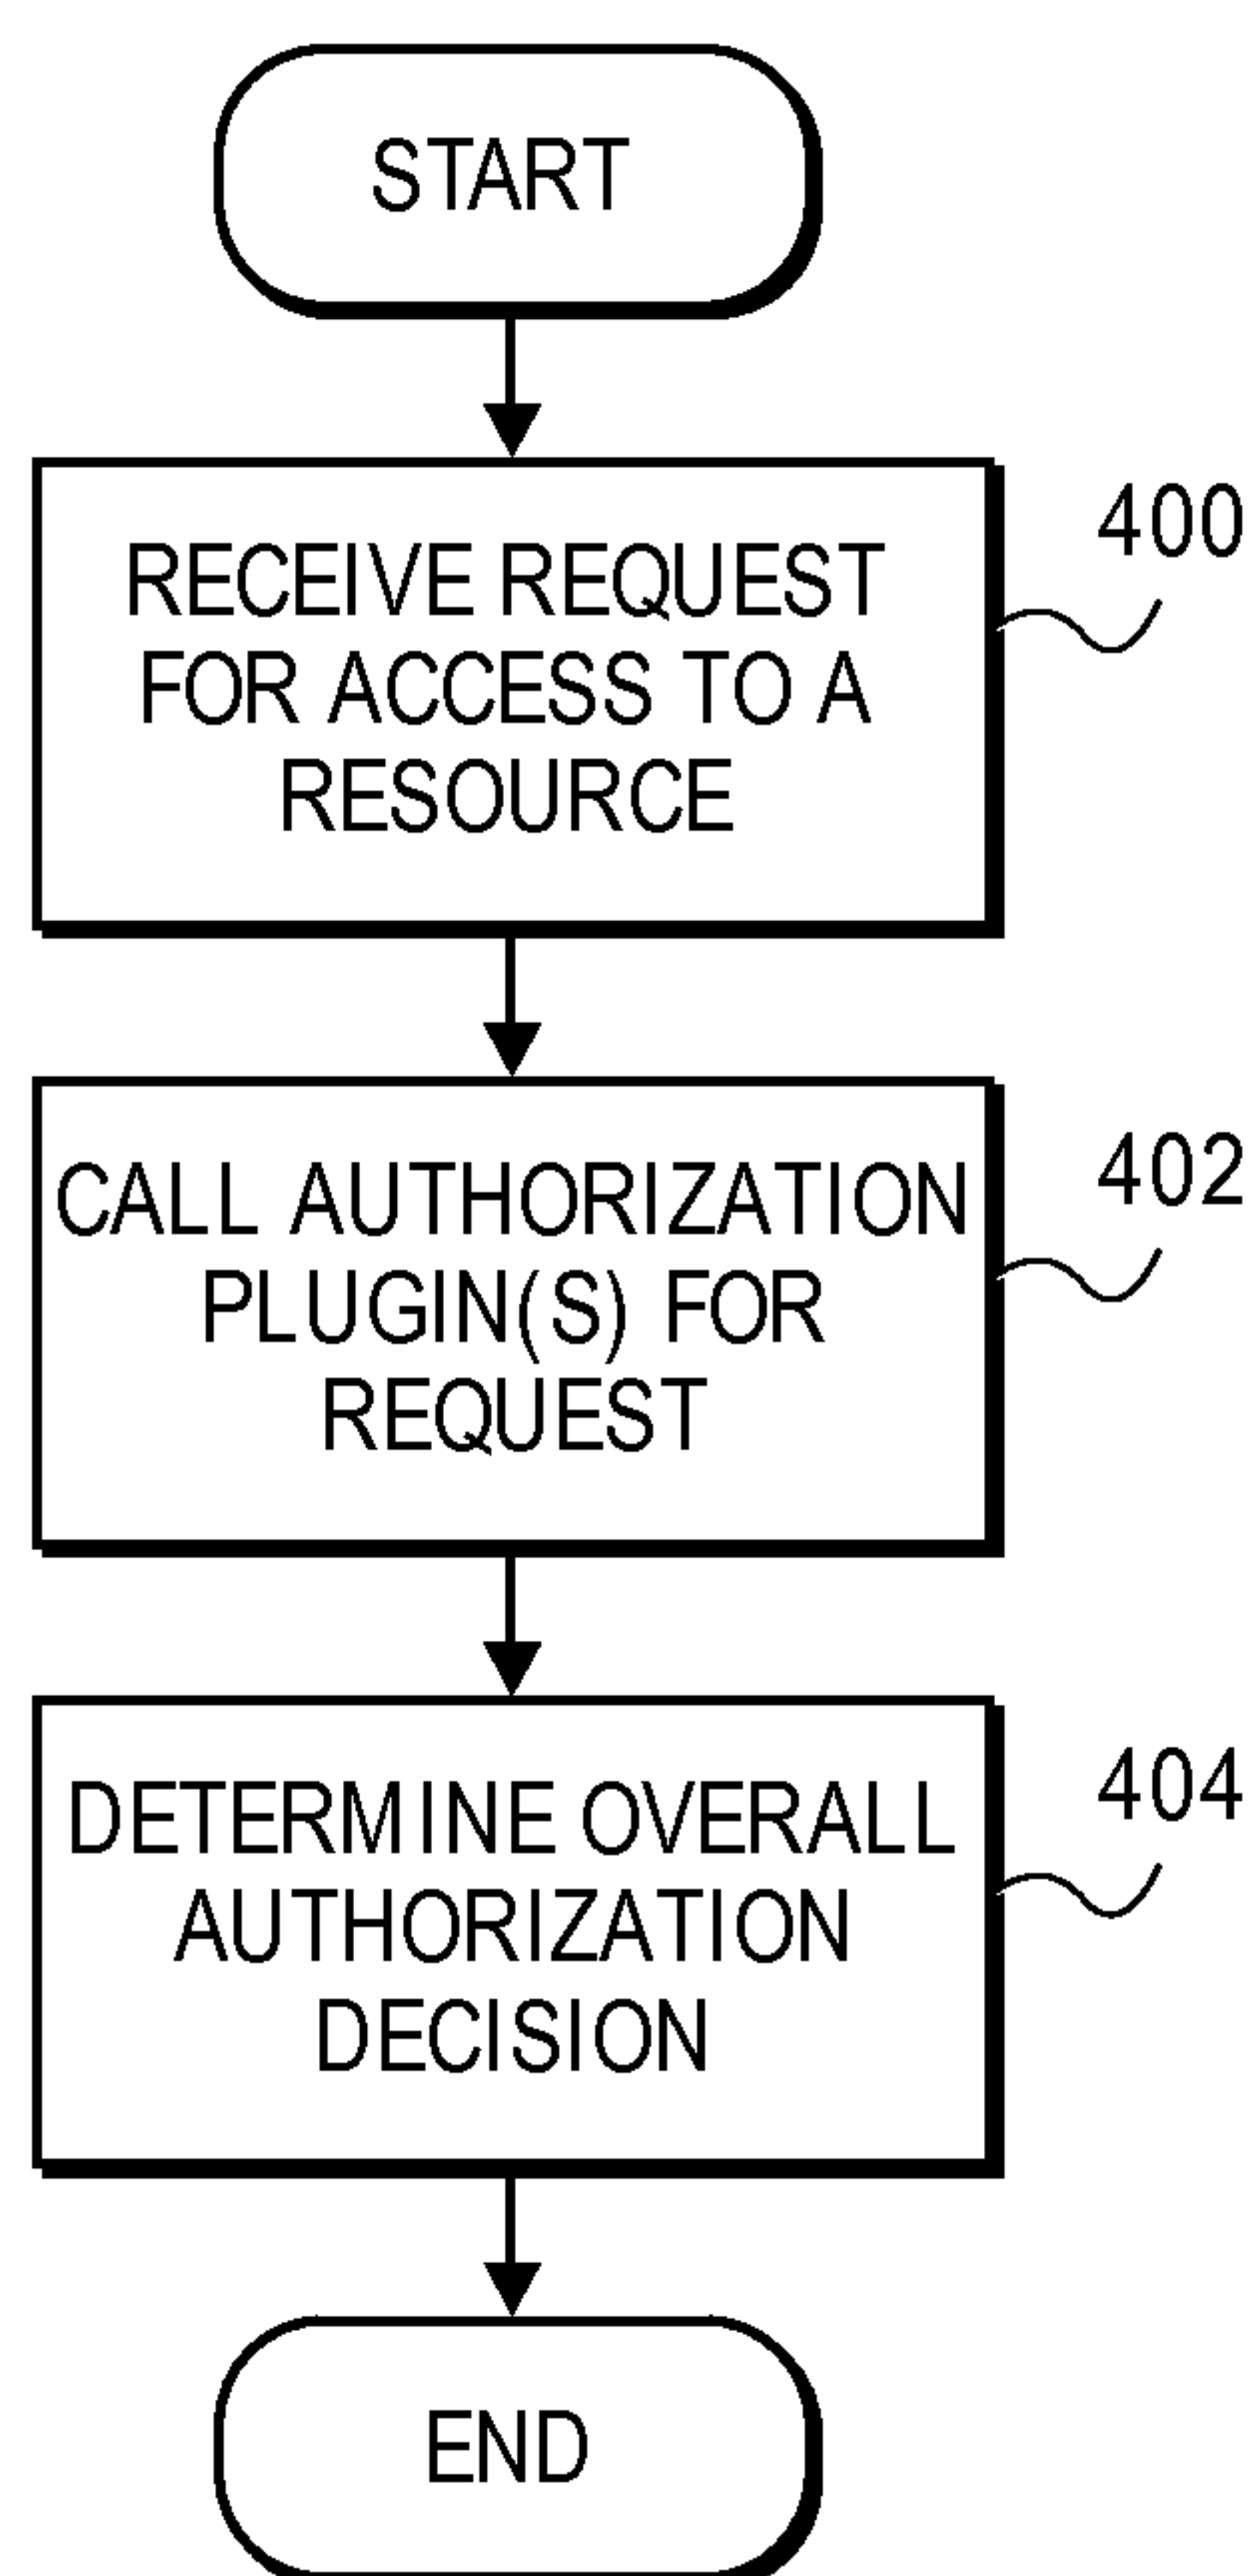 START
RECEIVE REQUEST
FOR ACCESS TO A
RESOURCE
400
CALL AUTHORIZATION
PLUGIN(S) FOR
REQUEST
402
DETERMINE OVERALL
AUTHORIZATION
DECISION
404
END